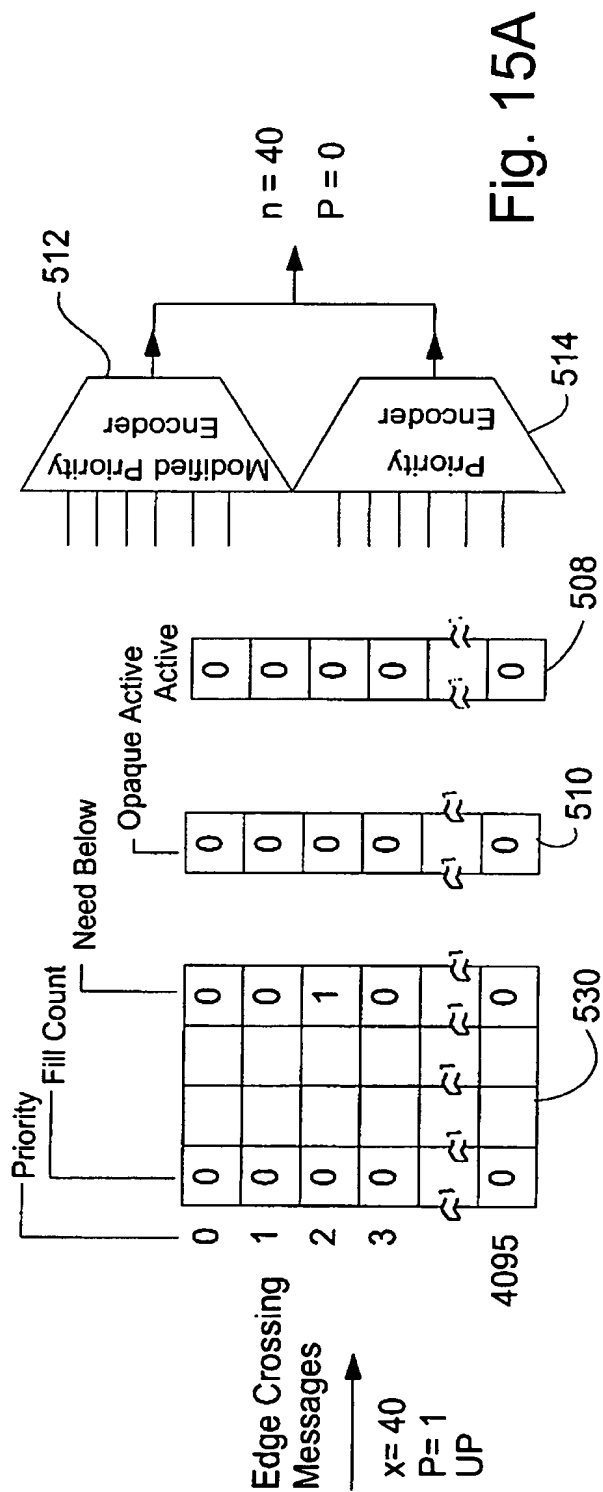 Edge Crossing
Messages
x= 40
P= 1
UP
Priority
Fill Count
Need Below
Opaque Active
Active
0 0 0 0 0
1 0 0 0 0
2 0 1 0 0
3 0 0 0 0
4095 0 0 0 0
530
510
508
Modified Priority
Encoder
512
Priority
Encoder
514
n = 40
P = 0
Fig. 15A